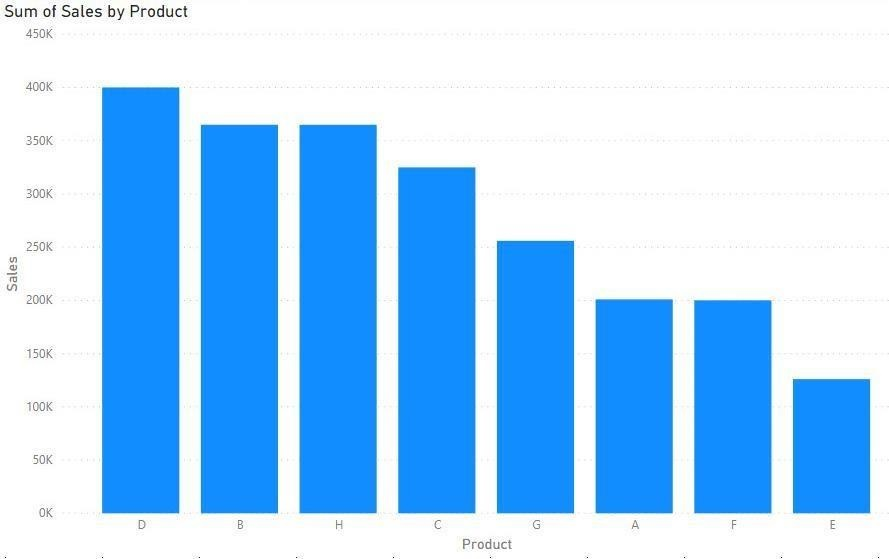 Sum of Sales by Product
450K
400K
350K
300K
250K
200K
150K
100K
50K
0K
Sales
D B H C G A F E
Product